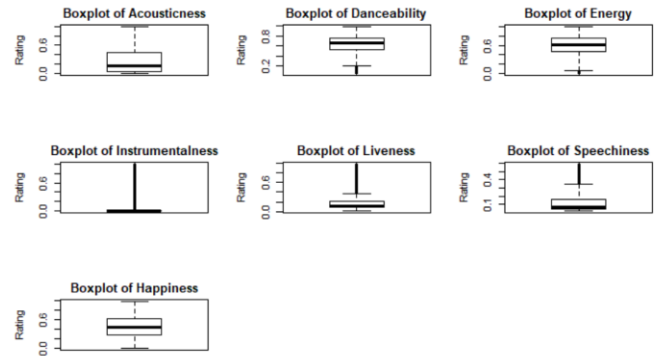 Boxplot of Acousticness
Boxplot of Danceability
Boxplot of Energy
Rating
0.6
0.0
Rating
0.8
0.2
Rating
0.6
0.0
Boxplot of Instrumentalness
Boxplot of Liveness
Boxplot of Speechiness
Rating
0.6
0.0
Rating
0.6
0.0
Rating
0.4
0.1
Boxplot of Happiness
Rating
0.6
0.0